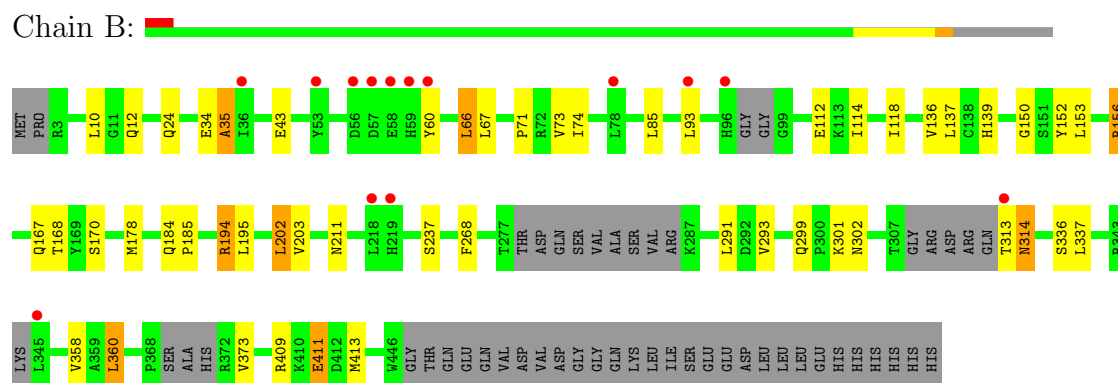 Chain B:
MET PRO R3 L10 G11 Q12 Q24 E34 A35 I36 E43 Y53 D56 D57 E58 H59 Y60 L66 L67 P71 R72 V73 I74 L78 L85 L93 H96 GLY GLY G99 E112 K113 I114 I118 V136 L137 C138 H139 G150 S151 Y152 L153
Q167 T168 Y169 S170 M178 Q184 P185 R194 L195 L202 V203 N211 L218 H219 S237 F268 T277 THR ASP GLN SER VAL ALA SER VAL ARG K287 L291 D292 V293 Q299 P300 K301 N302 T307 GLY ARG ASP ARG GLN T313 N314 S336 L337
LYS L345 V358 A359 L360 P368 SER ALA HIS R372 V373 R409 K410 E411 D412 M413 W446 GLY THR GLN GLU GLN VAL ASP VAL ASP GLY GLY GLN LYS LEU ILE SER GLU GLU ASP LEU LEU LEU GLU HIS HIS HIS HIS HIS HIS